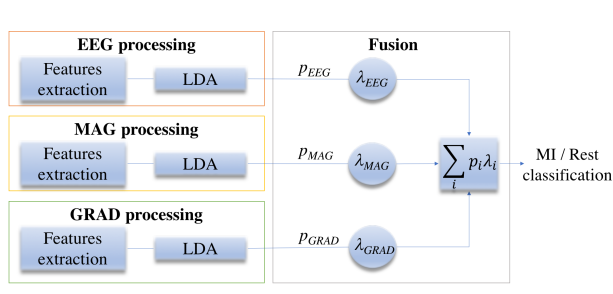 EEG processing
Features
extraction
LDA
MAG processing
Features
extraction
LDA
GRAD processing
Features
extraction
LDA
Fusion
p_EEG
λ_EEG
p_MAG
λ_MAG
p_GRAD
λ_GRAD
∑_i p_i λ_i
MI / Rest
classification